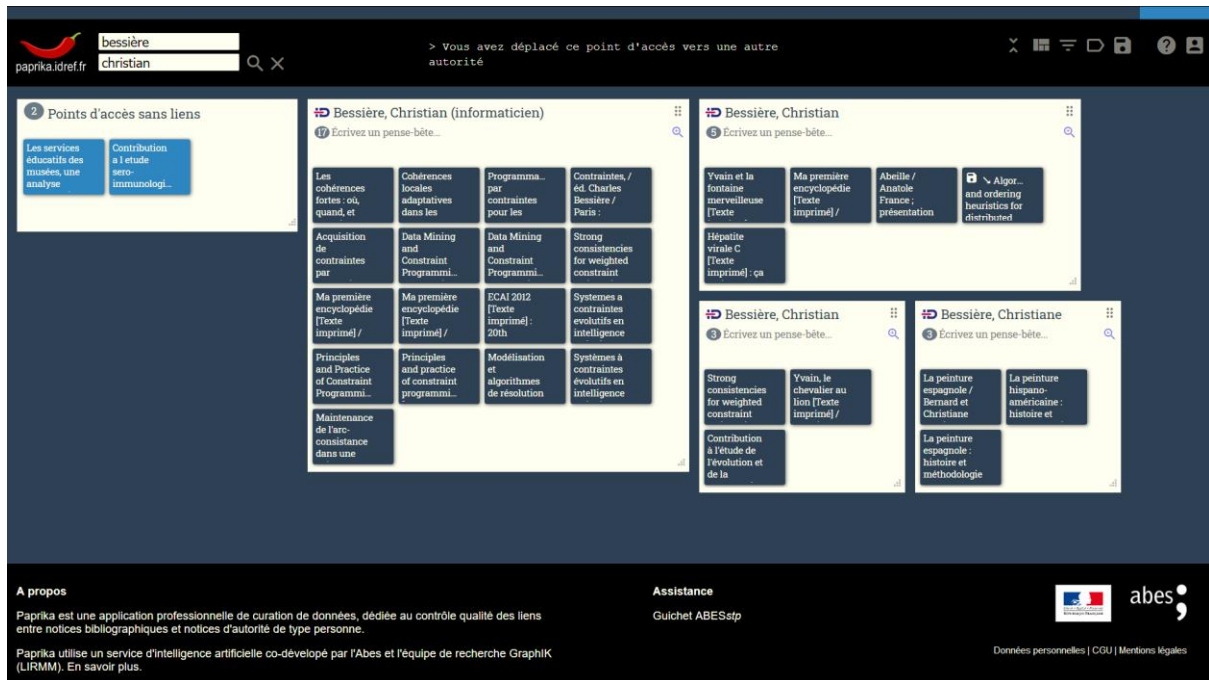 paprika.idref.fr
bessière
christian
> Vous avez déplacé ce point d'accès vers une autre
autorité
2 Points d'accès sans liens
Les services
éducatifs des
musées, une
analyse
Contribution
a l etude
sero-
immunologi...
Bessière, Christian (informaticien)
17 Écrivez un pense-bête...
Les
cohérences
fortes : où,
quand, et
Cohérences
locales
adaptatives
dans les
Programma...
par
contraintes
pour les
Contraintes, /
éd. Charles
Bessière /
Paris :
Acquisition
de
contraintes
par
Data Mining
and
Constraint
Programmi...
Data Mining
and
Constraint
Programmi...
Strong
consistencies
for weighted
constraint
Ma première
encyclopédie
[Texte
imprimé] /
Ma première
encyclopédie
[Texte
imprimé] /
ECAI 2012
[Texte
imprimé] :
20th
Systemes a
contraintes
evolutifs en
intelligence
Principles
and Practice
of Constraint
Programmi...
Principles
and practice
of constraint
programmi...
Modélisation
et
algorithmes
de résolution
Systèmes à
contraintes
évolutifs en
intelligence
Maintenance
de l'arc-
consistance
dans une
Bessière, Christian
5 Écrivez un pense-bête...
Yvain et la
fontaine
merveilleuse
[Texte
Ma première
encyclopédie
[Texte
imprimé] /
Abeille /
Anatole
France ;
présentation
Algor...
and ordering
heuristics for
distributed
Hépatite
virale C
[Texte
imprimé] : ça
Bessière, Christian
3 Écrivez un pense-bête...
Strong
consistencies
for weighted
constraint
Yvain, le
chevalier au
lion [Texte
imprimé] /
Contribution
à l'étude de
l'évolution et
de la
Bessière, Christiane
3 Écrivez un pense-bête...
La peinture
espagnole /
Bernard et
Christiane
La peinture
hispano-
américaine :
histoire et
La peinture
espagnole :
histoire et
méthodologie
A propos
Paprika est une application professionnelle de curation de données, dédiée au contrôle qualité des liens
entre notices bibliographiques et notices d'autorité de type personne.
Paprika utilise un service d'intelligence artificielle co-dévelopé par l'Abes et l'équipe de recherche GraphIK
(LIRMM). En savoir plus.
Assistance
Guichet ABESstp
abes
Données personnelles | CGU | Mentions légales